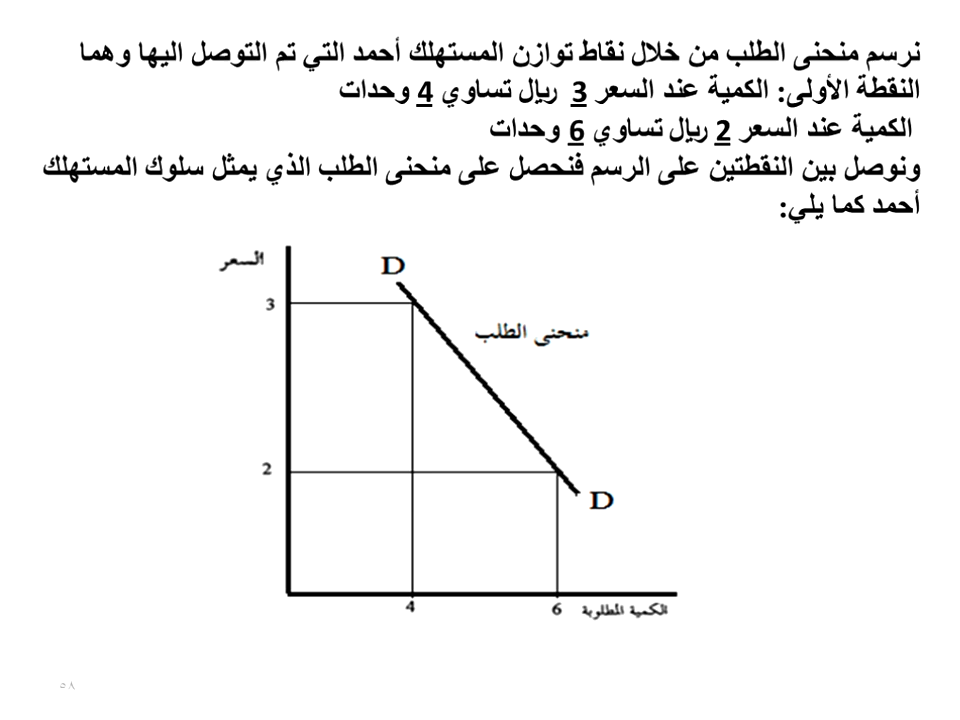 نرسم منحنى الطلب من خلال نقاط توازن المستهلك أحمد التي تم التوصل اليها وهما
النقطة الأولى: الكمية عند السعر 3 ريال تساوي 4 وحدات
الكمية عند السعر 2 ريال تساوي 6 وحدات
ونوصل بين النقطتين على الرسم فنحصل على منحنى الطلب الذي يمثل سلوك المستهلك
أحمد كما يلي:
السعر
D
3
منحنى الطلب
2
D
4
6
الكمية المطلوبة
٥٨